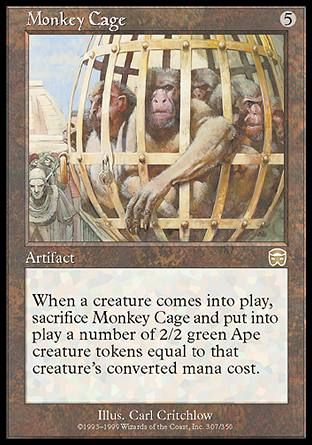 Monkey Cage 5
Artifact
When a creature comes into play,
sacrifice Monkey Cage and put into
play a number of 2/2 green Ape
creature tokens equal to that
creature's converted mana cost.
Illus. Carl Critchlow
©1993–1999 Wizards of the Coast, Inc. 307/350